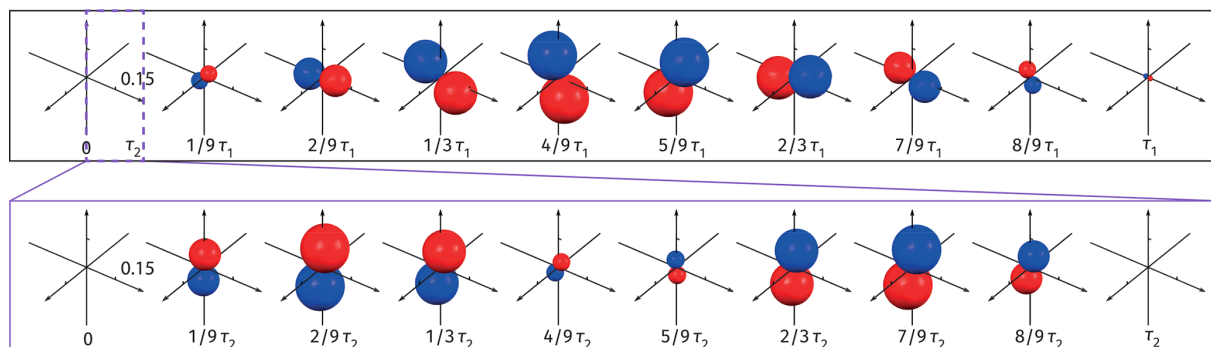 0.15
0 τ₂ 1/9 τ₁ 2/9 τ₁ 1/3 τ₁ 4/9 τ₁ 5/9 τ₁ 2/3 τ₁ 7/9 τ₁ 8/9 τ₁ τ₁
0.15
0 1/9 τ₂ 2/9 τ₂ 1/3 τ₂ 4/9 τ₂ 5/9 τ₂ 2/3 τ₂ 7/9 τ₂ 8/9 τ₂ τ₂